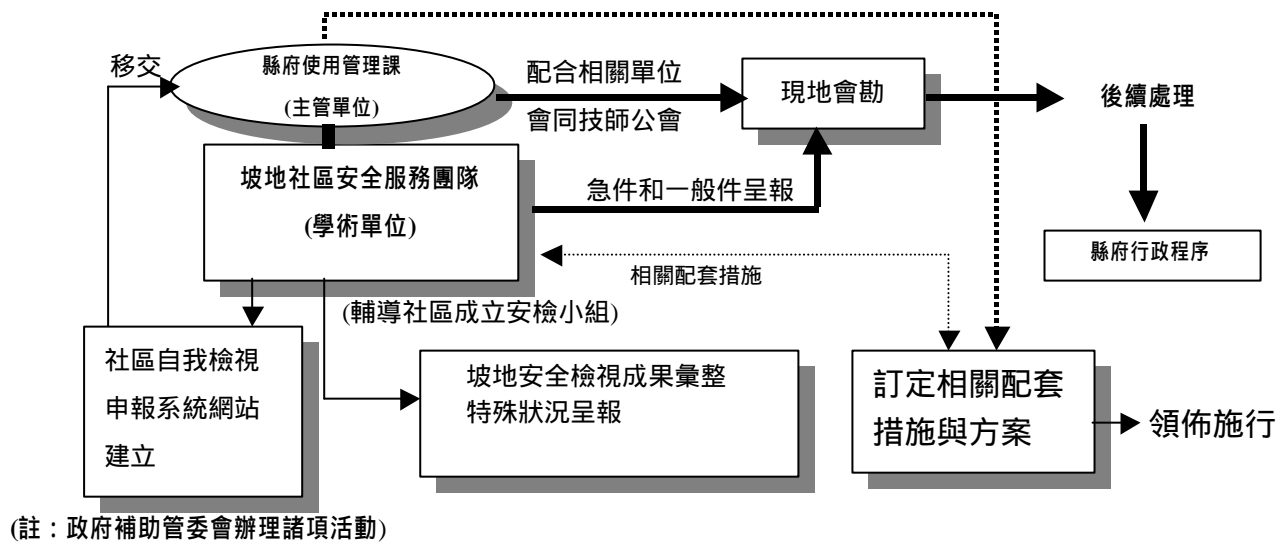 移交
縣府使用管理課
(主管單位)
配合相關單位
會同技師公會
現地會勘
後續處理
坡地社區安全服務團隊
(學術單位)
急件和一般件呈報
縣府行政程序
相關配套措施
(輔導社區成立安檢小組)
社區自我檢視
申報系統網站
建立
坡地安全檢視成果彙整
特殊狀況呈報
訂定相關配套
措施與方案
領佈施行
(註：政府補助管委會辦理諸項活動)